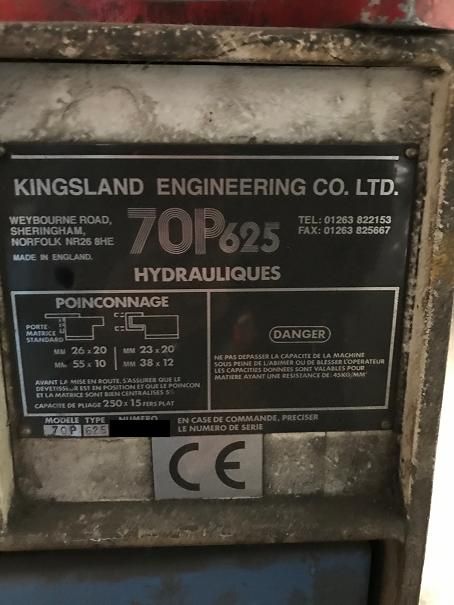 KINGSLAND ENGINEERING CO. LTD.
WEYBOURNE ROAD,
SHERINGHAM,
NORFOLK NR26 8HE
MADE IN ENGLAND.
70P625
TEL: 01263 822153
FAX: 01263 825667
HYDRAULIQUES
POINCONNAGE
PORTE-
MATRICE
STANDARD
MM 26 x 20
MM 55 x 10
MM 23 x 20
MM 38 x 12
AVANT LA MISE EN ROUTE, S'ASSURER QUE LE
DEVETISSEUR EST EN POSITION ET QUE LE POINCON
ET LA MATRICE SONT BIEN CENTRALISES
CAPACITE DE PLIAGE 250 x 15 FERS PLAT
DANGER
NE PAS DEPASSER LA CAPACITE DE LA MACHINE
SOUS PEINE DE L'ABIMER OU DE BLESSER L'OPERATEUR
LES CAPACITIES DONNEES SONT VALABLES POUR
MATIERE AYANT UNE RESISTANCE DE :45KG/MM²
MODELE TYPE NUMERO
70P 625
EN CASE DE COMMANDE, PRECISER
LE NUMERO DE SERIE
CE